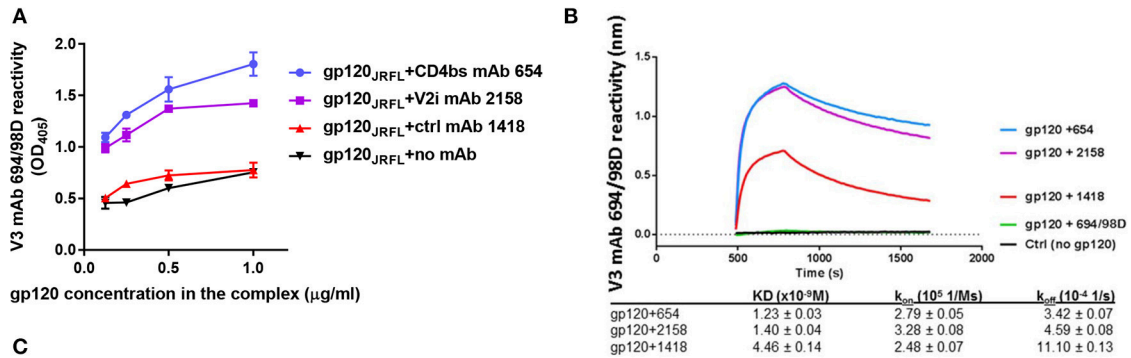 A
V3 mAb 694/98D reactivity
(OD405)
2.0
1.5
1.0
0.5
0.0
0.0
0.5
1.0
gp120 concentration in the complex (μg/ml)
gp120JRFL+CD4bs mAb 654
gp120JRFL+V2i mAb 2158
gp120JRFL+ctrl mAb 1418
gp120JRFL+no mAb
B
V3 mAb 694/98D reactivity (nm)
1.5
1.0
0.5
0.0
0
500
1000
1500
2000
Time (s)
gp120 +654
gp120 + 2158
gp120 + 1418
gp120 + 694/98D
Ctrl (no gp120)
KD (x10-9M) kon (105 1/Ms) koff (10-4 1/s)
gp120+654 1.23 ± 0.03 2.79 ± 0.05 3.42 ± 0.07
gp120+2158 1.40 ± 0.04 3.28 ± 0.08 4.59 ± 0.08
gp120+1418 4.46 ± 0.14 2.48 ± 0.07 11.10 ± 0.13
C